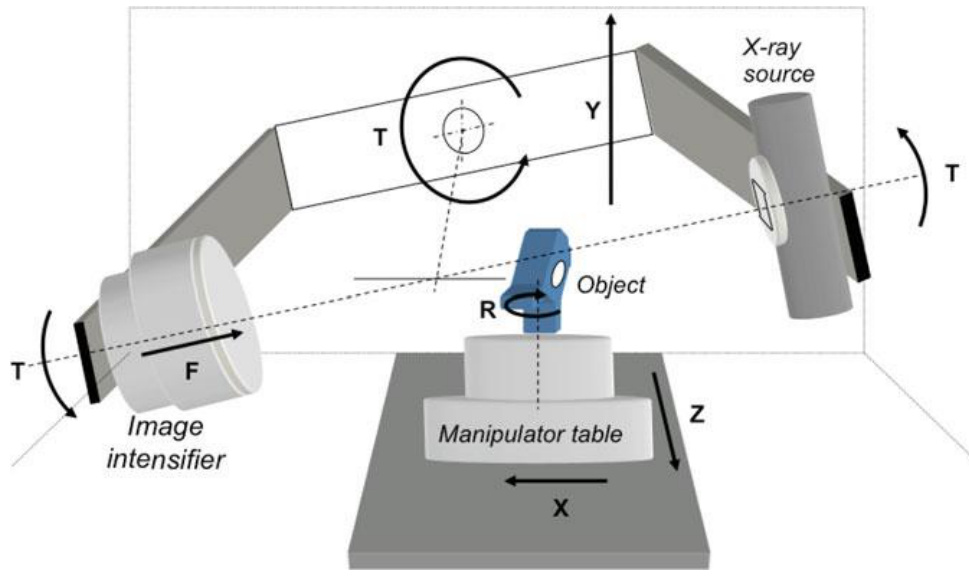 X-ray
source
Y
T
T
Object
R
T
F
Z
Image
intensifier
Manipulator table
X